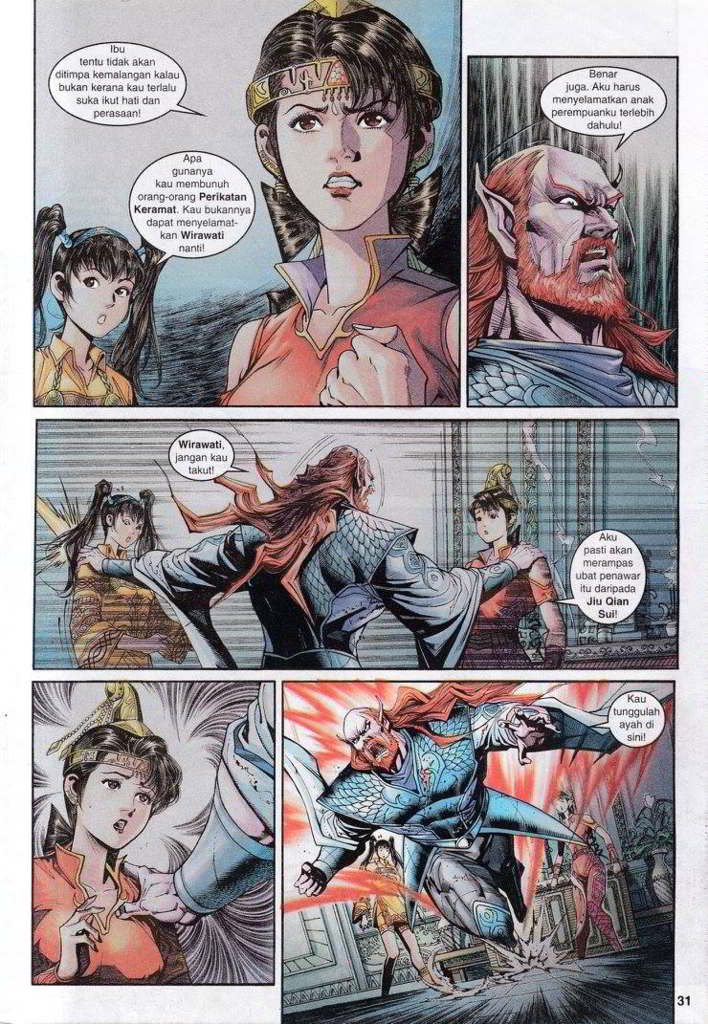 Ibu
tentu tidak akan
ditimpa kemalangan kalau
bukan kerana kau terlalu
suka ikut hati dan
perasaan!
Apa
gunanya
kau membunuh
orang-orang Perikatan
Keramat. Kau bukannya
dapat menyelamat-
kan Wirawati
nanti!
Benar
juga. Aku harus
menyelamatkan anak
perempuanku terlebih
dahulu!
Wirawati,
jangan kau
takut!
Aku
pasti akan
merampas
ubat penawar
itu daripada
Jiu Qian
Sui!
Kau
tunggulah
ayah di
sini!
31